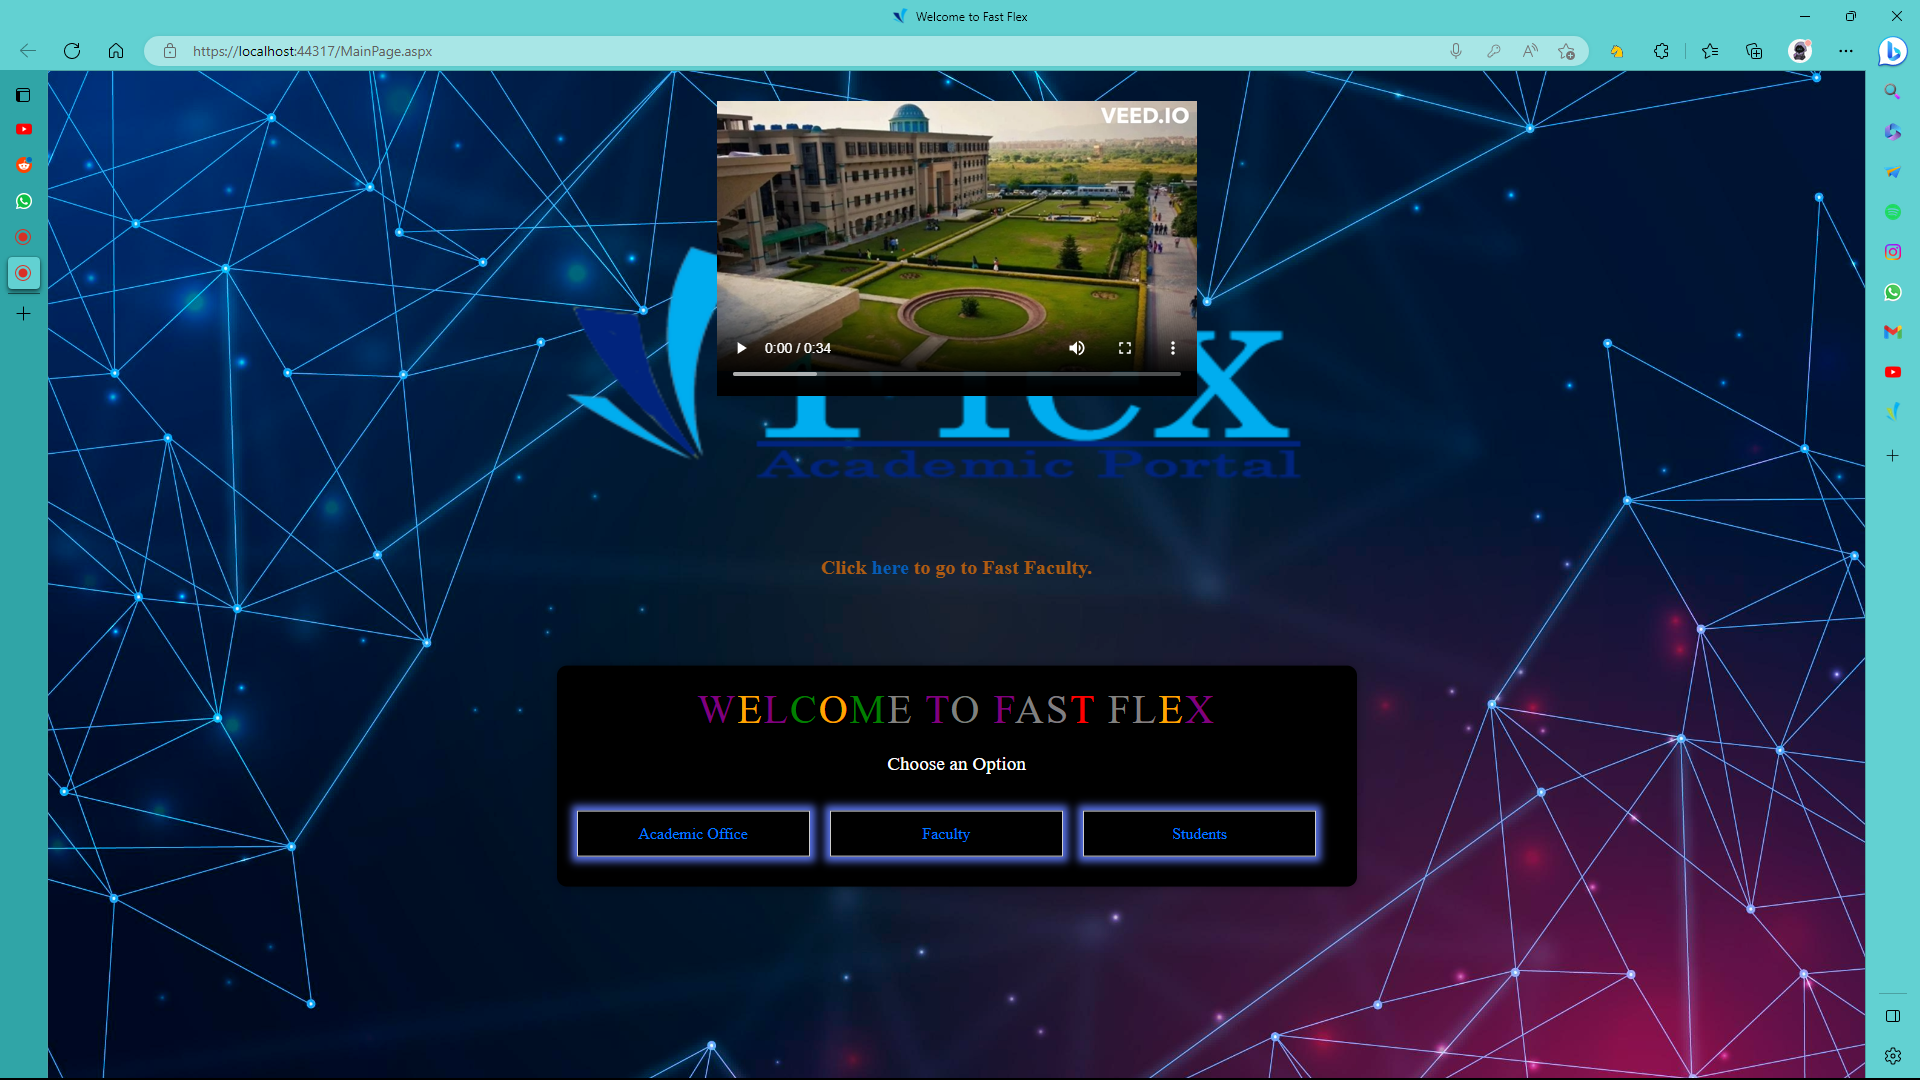 Welcome to Fast Flex
https://localhost:44317/MainPage.aspx
VEED.IO
0:00 / 0:34
Flex
Academic Portal
Click here to go to Fast Faculty.
WELCOME TO FAST FLEX
Choose an Option
Academic Office
Faculty
Students